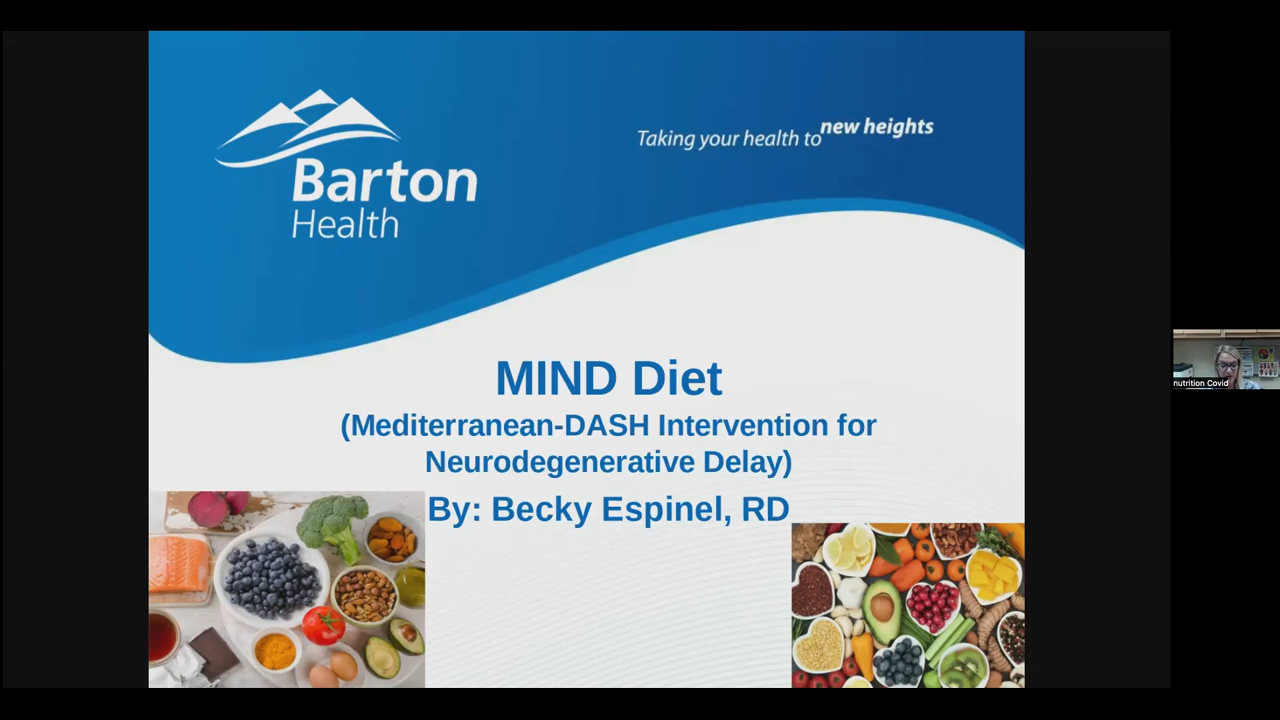 Barton
Health
Taking your health to new heights
MIND Diet
(Mediterranean-DASH Intervention for
Neurodegenerative Delay)
By: Becky Espinel, RD
nutrition Covid